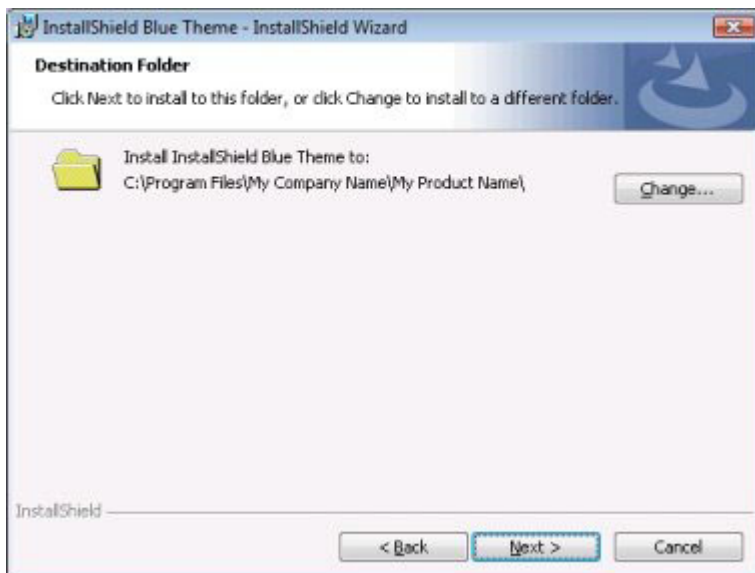 InstallShield Blue Theme - InstallShield Wizard
Destination Folder
Click Next to install to this folder, or click Change to install to a different folder.
Install InstallShield Blue Theme to:
C:\Program Files\My Company Name\My Product Name\
Change...
InstallShield
< Back
Next >
Cancel